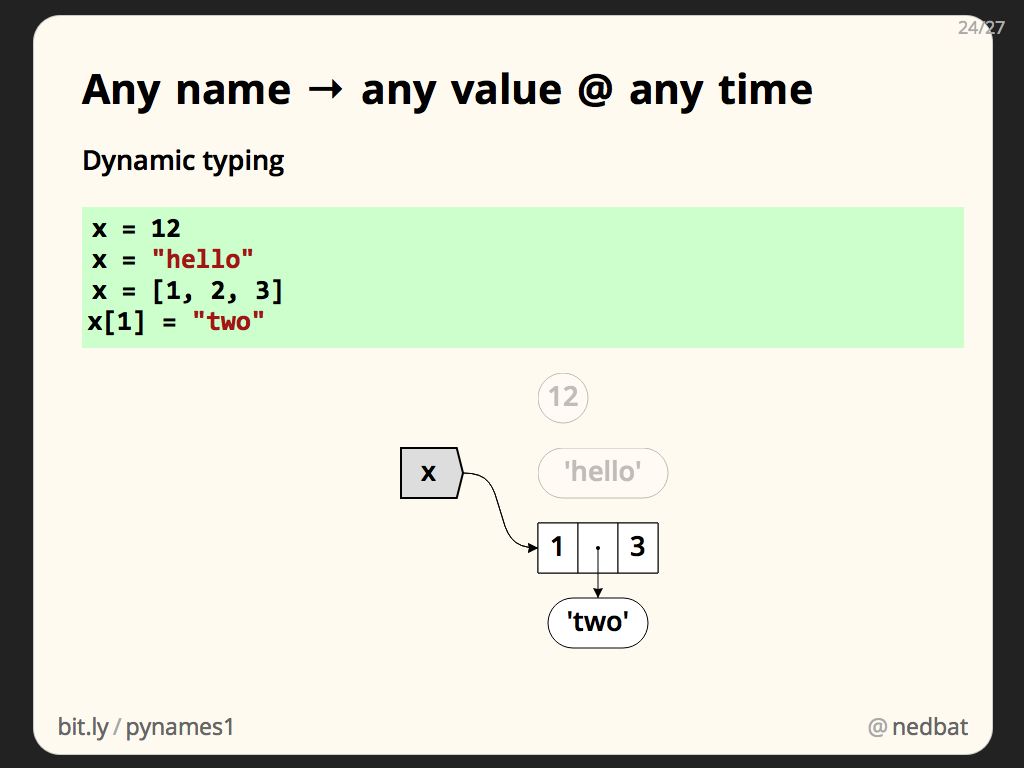 24/27
Any name → any value @ any time
Dynamic typing
x = 12
x = "hello"
x = [1, 2, 3]
x[1] = "two"
12
x
'hello'
1 3
'two'
bit.ly/pynames1
@nedbat